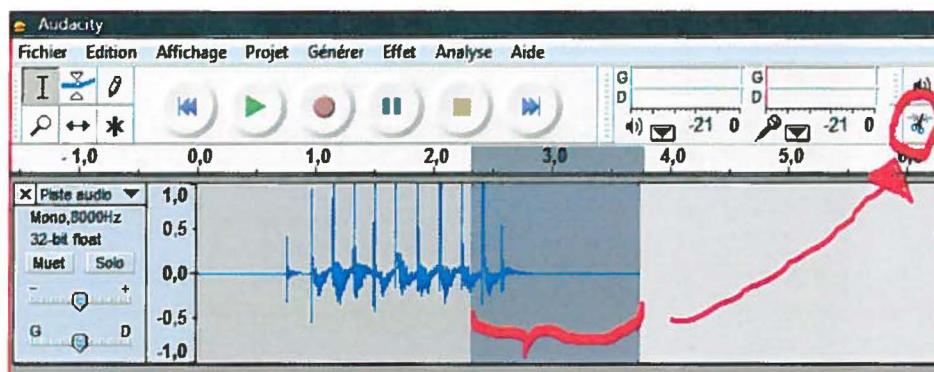 Audacity
Fichier Edition Affichage Projet Générer Effet Analyse Aide
G
D
-21 0
G
D
-21 0
-1,0 0,0 1,0 2,0 3,0 4,0 5,0
Piste audio
Mono,8000Hz
32-bit float
Muet Solo
- +
G D
1,0
0,5
0,0
-0,5
-1,0